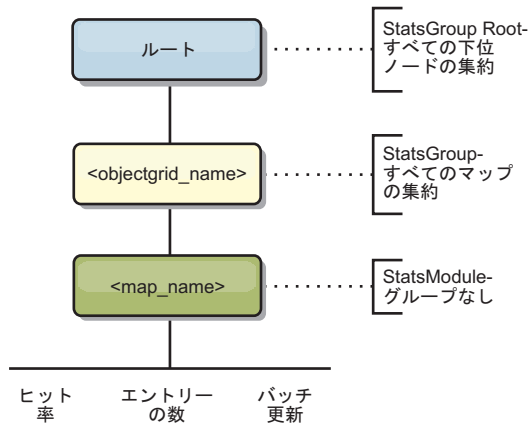 ルート
StatsGroup Root-
すべての下位
ノードの集約
<objectgrid_name>
StatsGroup-
すべてのマップ
の集約
<map_name>
StatsModule-
グループなし
ヒット
率
エントリー
の数
バッチ
更新